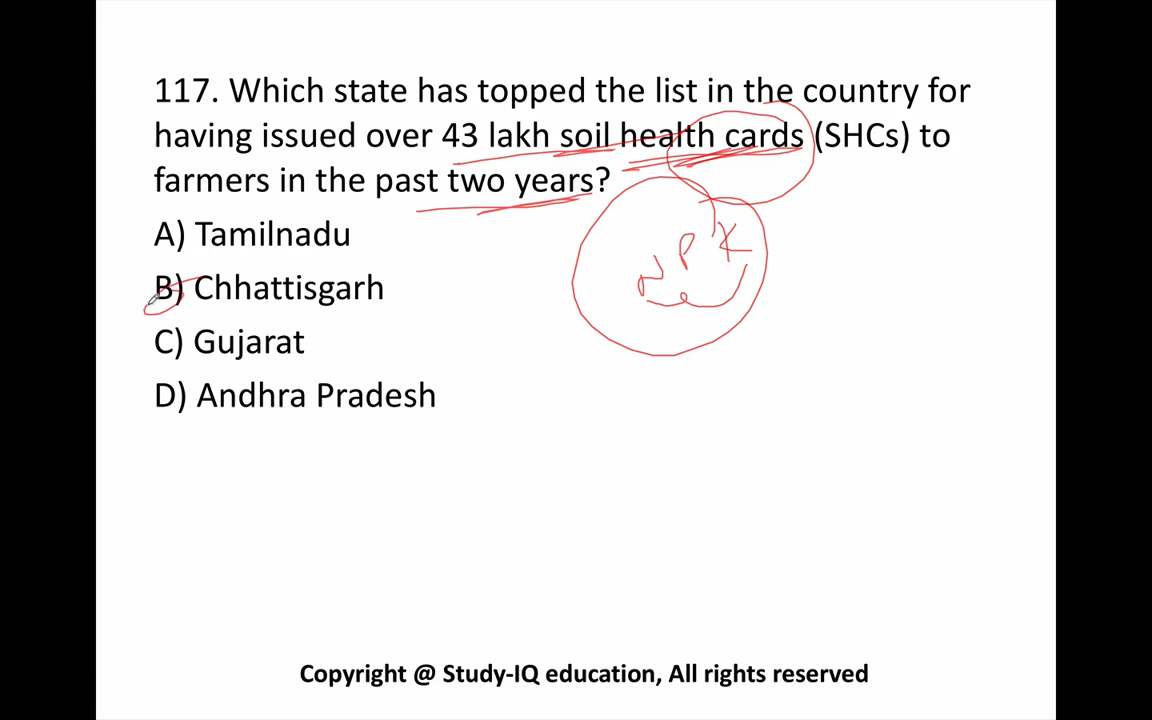 117. Which state has topped the list in the country for
having issued over 43 lakh soil health cards (SHCs) to
farmers in the past two years?
A) Tamilnadu
B) Chhattisgarh
N P K
C) Gujarat
D) Andhra Pradesh
Copyright @ Study-IQ education, All rights reserved